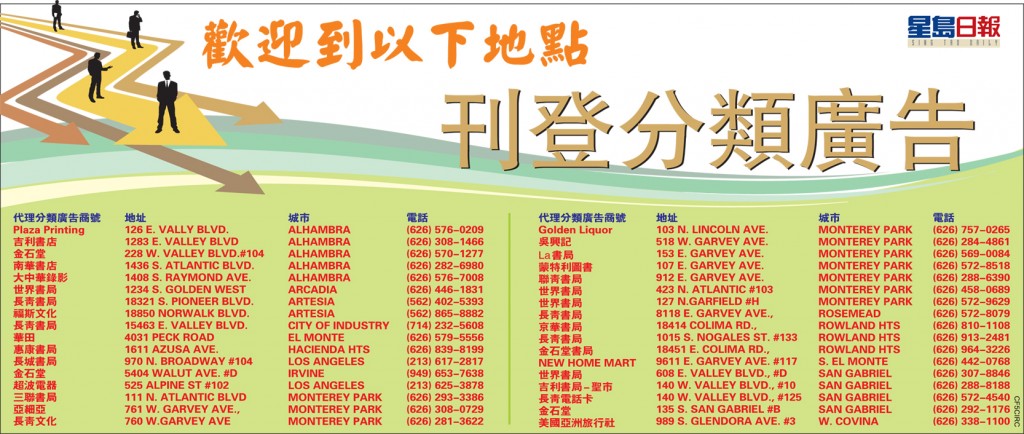 星島日報
SING TAO DAILY
歡迎到以下地點
刊登分類廣告
代理分類廣告商號 地址 城市 電話
Plaza Printing 126 E. VALLY BLVD. ALHAMBRA (626) 576-0209
吉利書店 1283 E. VALLEY BLVD ALHAMBRA (626) 308-1466
金石堂 228 W. VALLEY BLVD.#104 ALHAMBRA (626) 570-1277
南華書店 1436 S. ATLANTIC BLVD. ALHAMBRA (626) 282-6980
大中華錄影 1408 S. RAYMOND AVE. ALHAMBRA (626) 576-7008
世界書局 1234 S. GOLDEN WEST ARCADIA (626) 446-1831
長青書局 18321 S. PIONEER BLVD. ARTESIA (562) 402-5393
福斯文化 18850 NORWALK BLVD. ARTESIA (562) 865-8882
長青書局 15463 E. VALLEY BLVD. CITY OF INDUSTRY (714) 232-5608
華田 4031 PECK ROAD EL MONTE (626) 579-5556
惠康書局 1611 AZUSA AVE. HACIENDA HTS (626) 839-8199
長城書局 970 N. BROADWAY #104 LOS ANGELES (213) 617-2817
金石堂 5404 WALUT AVE. #D IRVINE (949) 653-7638
超波電器 525 ALPINE ST #102 LOS ANGELES (213) 625-3878
三聯書局 111 N. ATLANTIC BLVD MONTEREY PARK (626) 293-3386
亞細亞 761 W. GARVEY AVE., MONTEREY PARK (626) 308-0729
長青文化 760 W.GARVEY AVE MONTEREY PARK (626) 281-3622
代理分類廣告商號 地址 城市 電話
Golden Liquor 103 N. LINCOLN AVE. MONTEREY PARK (626) 757-0265
吳興記 518 W. GARVEY AVE. MONTEREY PARK (626) 284-4861
La書局 153 E. GARVEY AVE. MONTEREY PARK (626) 569-0084
蒙特利圖書 107 E. GARVEY AVE. MONTEREY PARK (626) 572-8518
聯青書局 912 E. GARVEY AVE. MONTEREY PARK (626) 288-6390
世界書局 423 N. ATLANTIC #103 MONTEREY PARK (626) 458-0689
世界書局 127 N.GARFIELD #H MONTEREY PARK (626) 572-9629
長青書局 8118 E. GARVEY AVE., ROSEMEAD (626) 572-8079
京華書局 18414 COLIMA RD., ROWLAND HTS (626) 810-1108
長青書局 1015 S. NOGALES ST. #133 ROWLAND HTS (626) 913-2481
金石堂書局 18451 E. COLIMA RD., ROWLAND HTS (626) 964-3226
NEW HOME MART 9611 E. GARVEY AVE. #117 S. EL MONTE (626) 442-0768
世界書局 608 E. VALLEY BLVD., #D SAN GABRIEL (626) 307-8846
吉利書局-聖市 140 W. VALLEY BLVD., #10 SAN GABRIEL (626) 288-8188
長青電話卡 140 W. VALLEY BLVD., #125 SAN GABRIEL (626) 572-4540
金石堂 135 S. SAN GABRIEL #B SAN GABRIEL (626) 292-1176
美國亞洲旅行社 989 S. GLENDORA AVE. #3 W. COVINA (626) 338-1100
CFSCIRRC